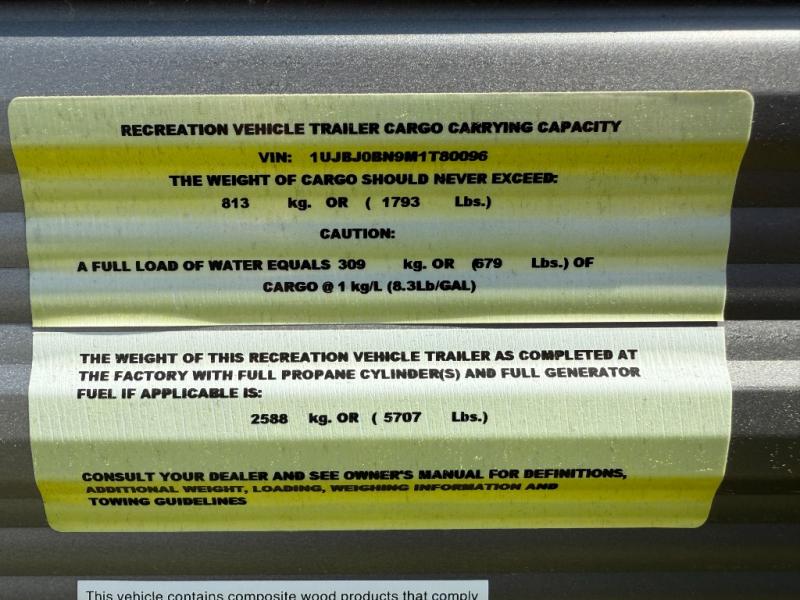 RECREATION VEHICLE TRAILER CARGO CARRYING CAPACITY
VIN: 1UJBJ0BN9M1T80096
THE WEIGHT OF CARGO SHOULD NEVER EXCEED:
813 kg. OR ( 1793 Lbs.)
CAUTION:
A FULL LOAD OF WATER EQUALS 309 kg. OR (679 Lbs.) OF
CARGO @ 1 kg/L (8.3Lb/GAL)
THE WEIGHT OF THIS RECREATION VEHICLE TRAILER AS COMPLETED AT
THE FACTORY WITH FULL PROPANE CYLINDER(S) AND FULL GENERATOR
FUEL IF APPLICABLE IS:
2588 kg. OR ( 5707 Lbs.)
CONSULT YOUR DEALER AND SEE OWNER'S MANUAL FOR DEFINITIONS,
ADDITIONAL WEIGHT, LOADING, WEIGHING INFORMATION AND
TOWING GUIDELINES
This vehicle contains composite wood products that comply